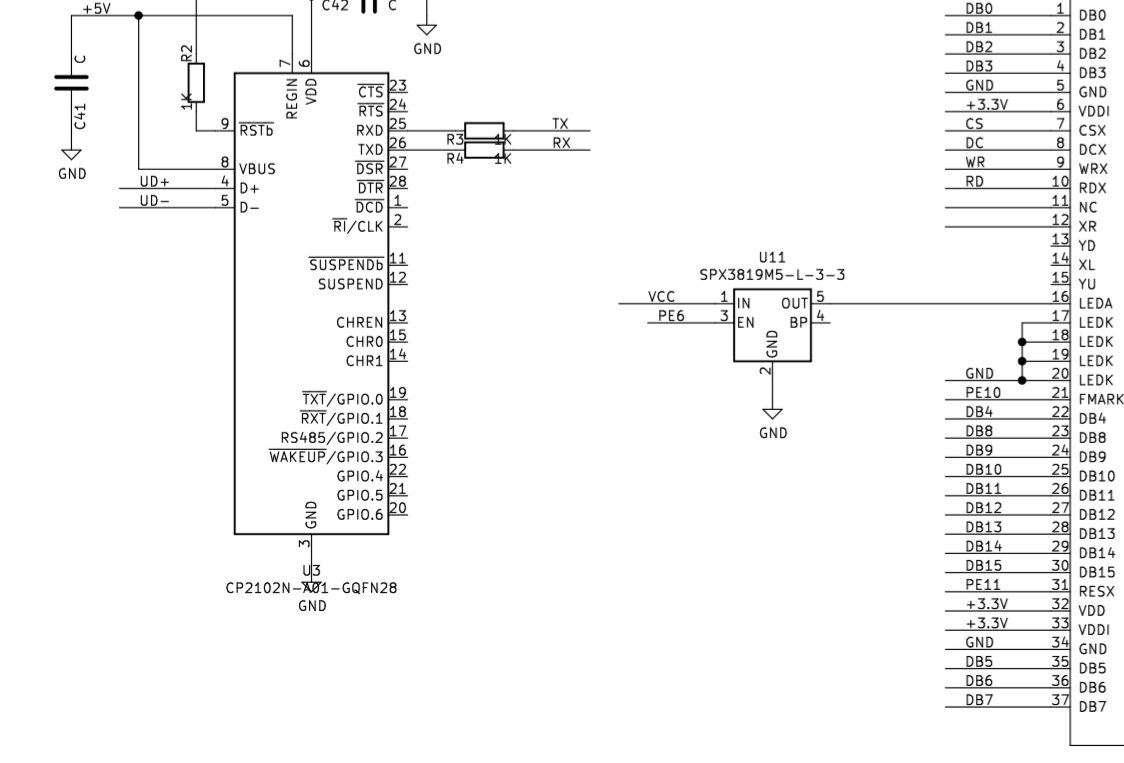 +5V
C42
C
GND
C
C41
GND
R2
1K
7
REGIN
6
VDD
9
RSTb
8
VBUS
UD+
4
D+
UD-
5
D-
CTS
23
RTS
24
RXD
25
TXD
26
DSR
27
DTR
28
DCD
1
RI/CLK
2
SUSPENDb
11
SUSPEND
12
CHREN
13
CHR0
15
CHR1
14
TXT/GPIO.0
19
RXT/GPIO.1
18
RS485/GPIO.2
17
WAKEUP/GPIO.3
16
GPIO.4
22
GPIO.5
21
GPIO.6
20
GND
3
U3
CP2102N-A01-GQFN28
GND
R3
1K
TX
R4
1K
RX
U11
SPX3819M5-L-3-3
VCC
1
IN
OUT
5
PE6
3
EN
BP
4
GND
2
GND
DB0 1 DB0
DB1 2 DB1
DB2 3 DB2
DB3 4 DB3
GND 5 GND
+3.3V 6 VDDI
CS 7 CSX
DC 8 DCX
WR 9 WRX
RD 10 RDX
11 NC
12 XR
13 YD
14 XL
15 YU
16 LEDA
17 LEDK
18 LEDK
19 LEDK
GND 20 LEDK
PE10 21 FMARK
DB4 22 DB4
DB8 23 DB8
DB9 24 DB9
DB10 25 DB10
DB11 26 DB11
DB12 27 DB12
DB13 28 DB13
DB14 29 DB14
DB15 30 DB15
PE11 31 RESX
+3.3V 32 VDD
+3.3V 33 VDDI
GND 34 GND
DB5 35 DB5
DB6 36 DB6
DB7 37 DB7